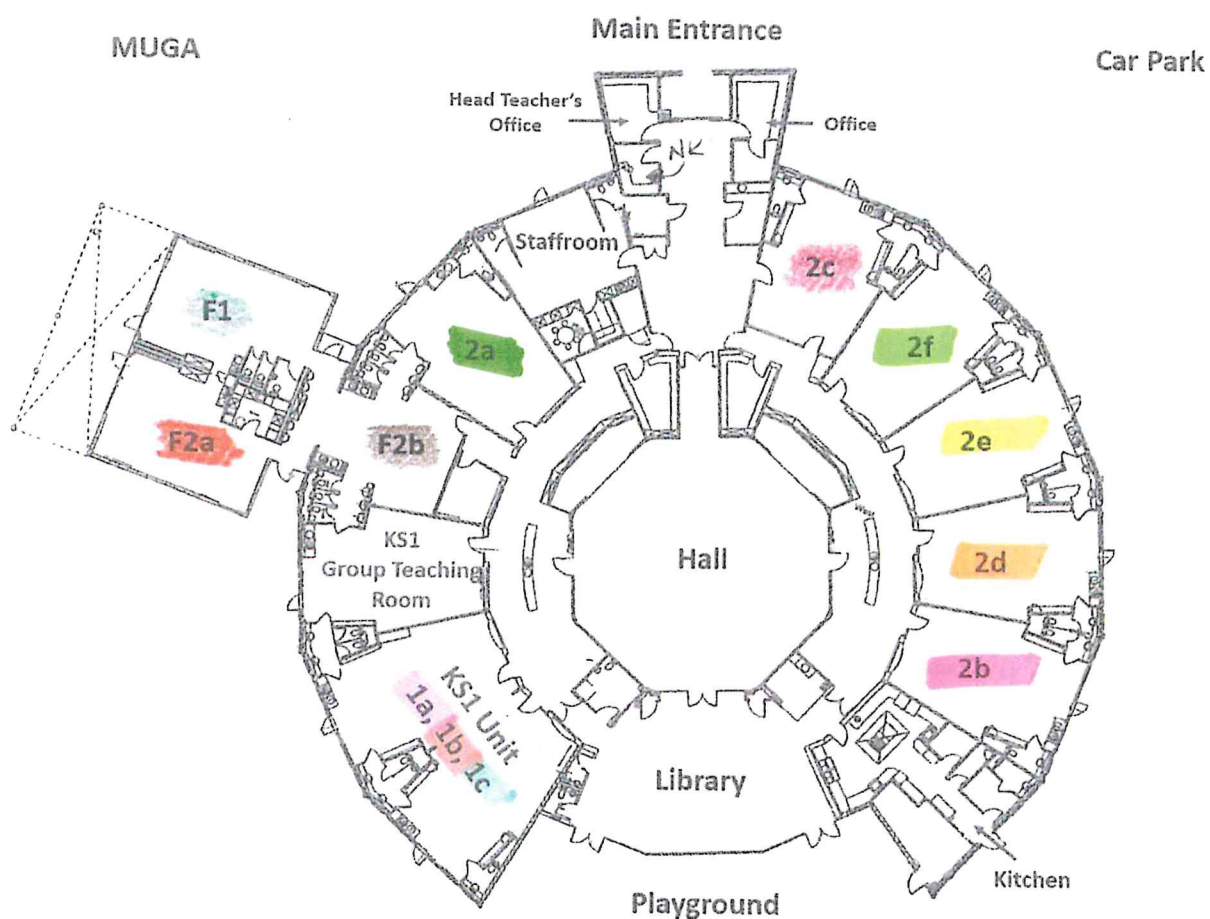 MUGA
Main Entrance
Car Park
Head Teacher's
Office
Office
NK
Staffroom
2c
F1
2a
2f
F2a
F2b
2e
KS1
Group Teaching
Room
Hall
2d
2b
KS1 Unit
1a, 1b, 1c
Library
Kitchen
Playground